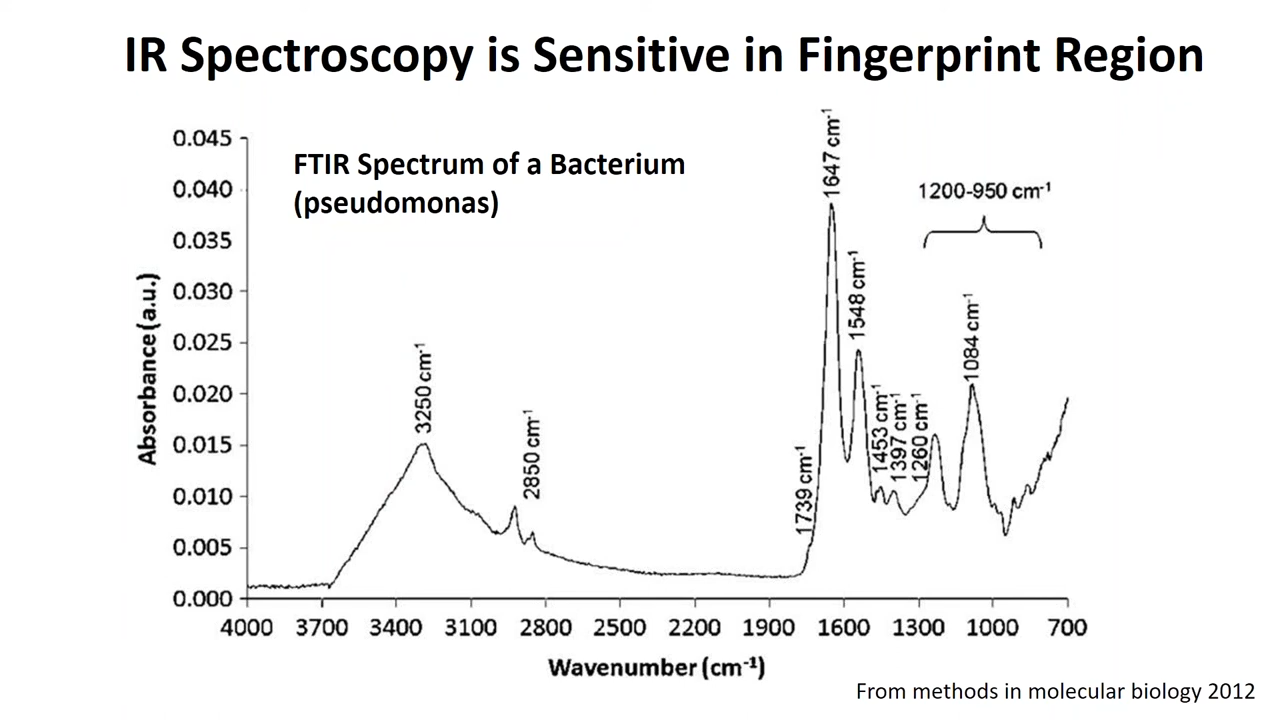 IR Spectroscopy is Sensitive in Fingerprint Region
FTIR Spectrum of a Bacterium
(pseudomonas)
Absorbance (a.u.)
0.045
0.040
0.035
0.030
0.025
0.020
0.015
0.010
0.005
0.000
3250 cm⁻¹
2850 cm⁻¹
1739 cm⁻¹
1647 cm⁻¹
1548 cm⁻¹
1453 cm⁻¹
1397 cm⁻¹
1260 cm⁻¹
1084 cm⁻¹
1200-950 cm⁻¹
4000 3700 3400 3100 2800 2500 2200 1900 1600 1300 1000 700
Wavenumber (cm⁻¹)
From methods in molecular biology 2012